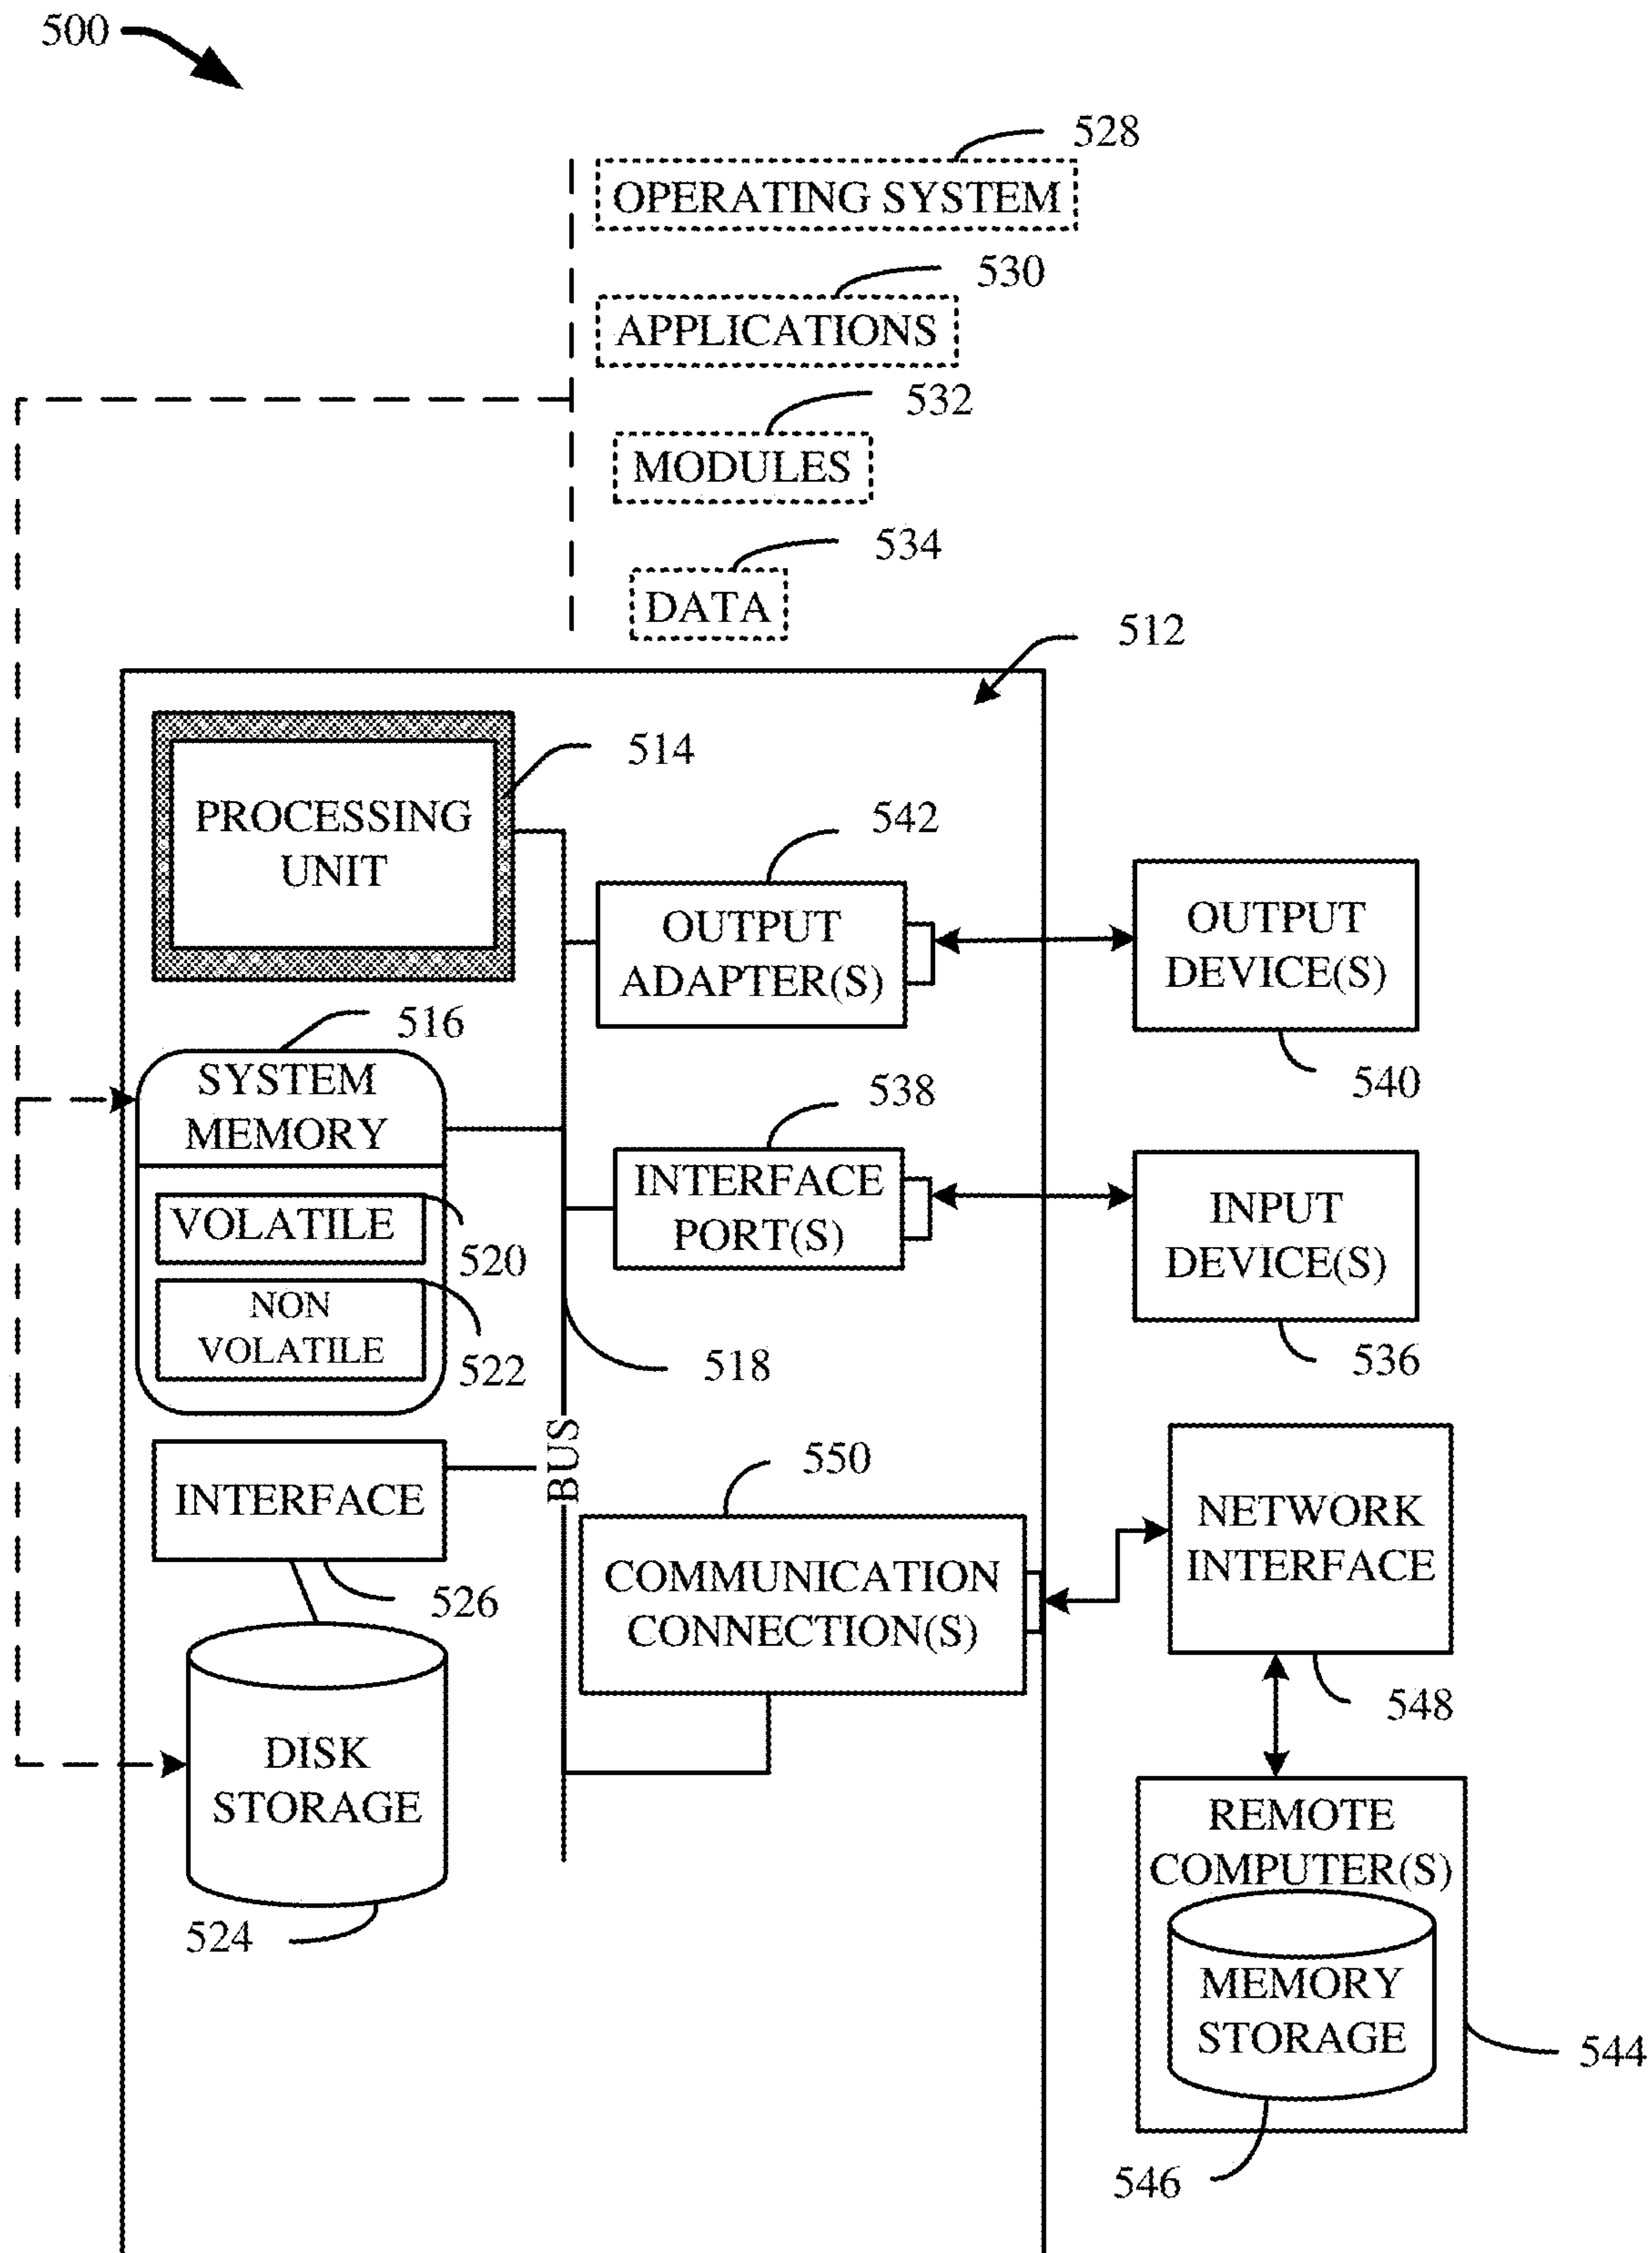 500
528
OPERATING SYSTEM
530
APPLICATIONS
532
MODULES
534
DATA
512
514
PROCESSING
UNIT
542
OUTPUT
ADAPTER(S)
OUTPUT
DEVICE(S)
540
516
SYSTEM
MEMORY
538
INTERFACE
PORT(S)
INPUT
DEVICE(S)
536
VOLATILE
520
NON
VOLATILE
522
518
BUS
INTERFACE
526
550
COMMUNICATION
CONNECTION(S)
NETWORK
INTERFACE
548
DISK
STORAGE
524
REMOTE
COMPUTER(S)
MEMORY
STORAGE
544
546